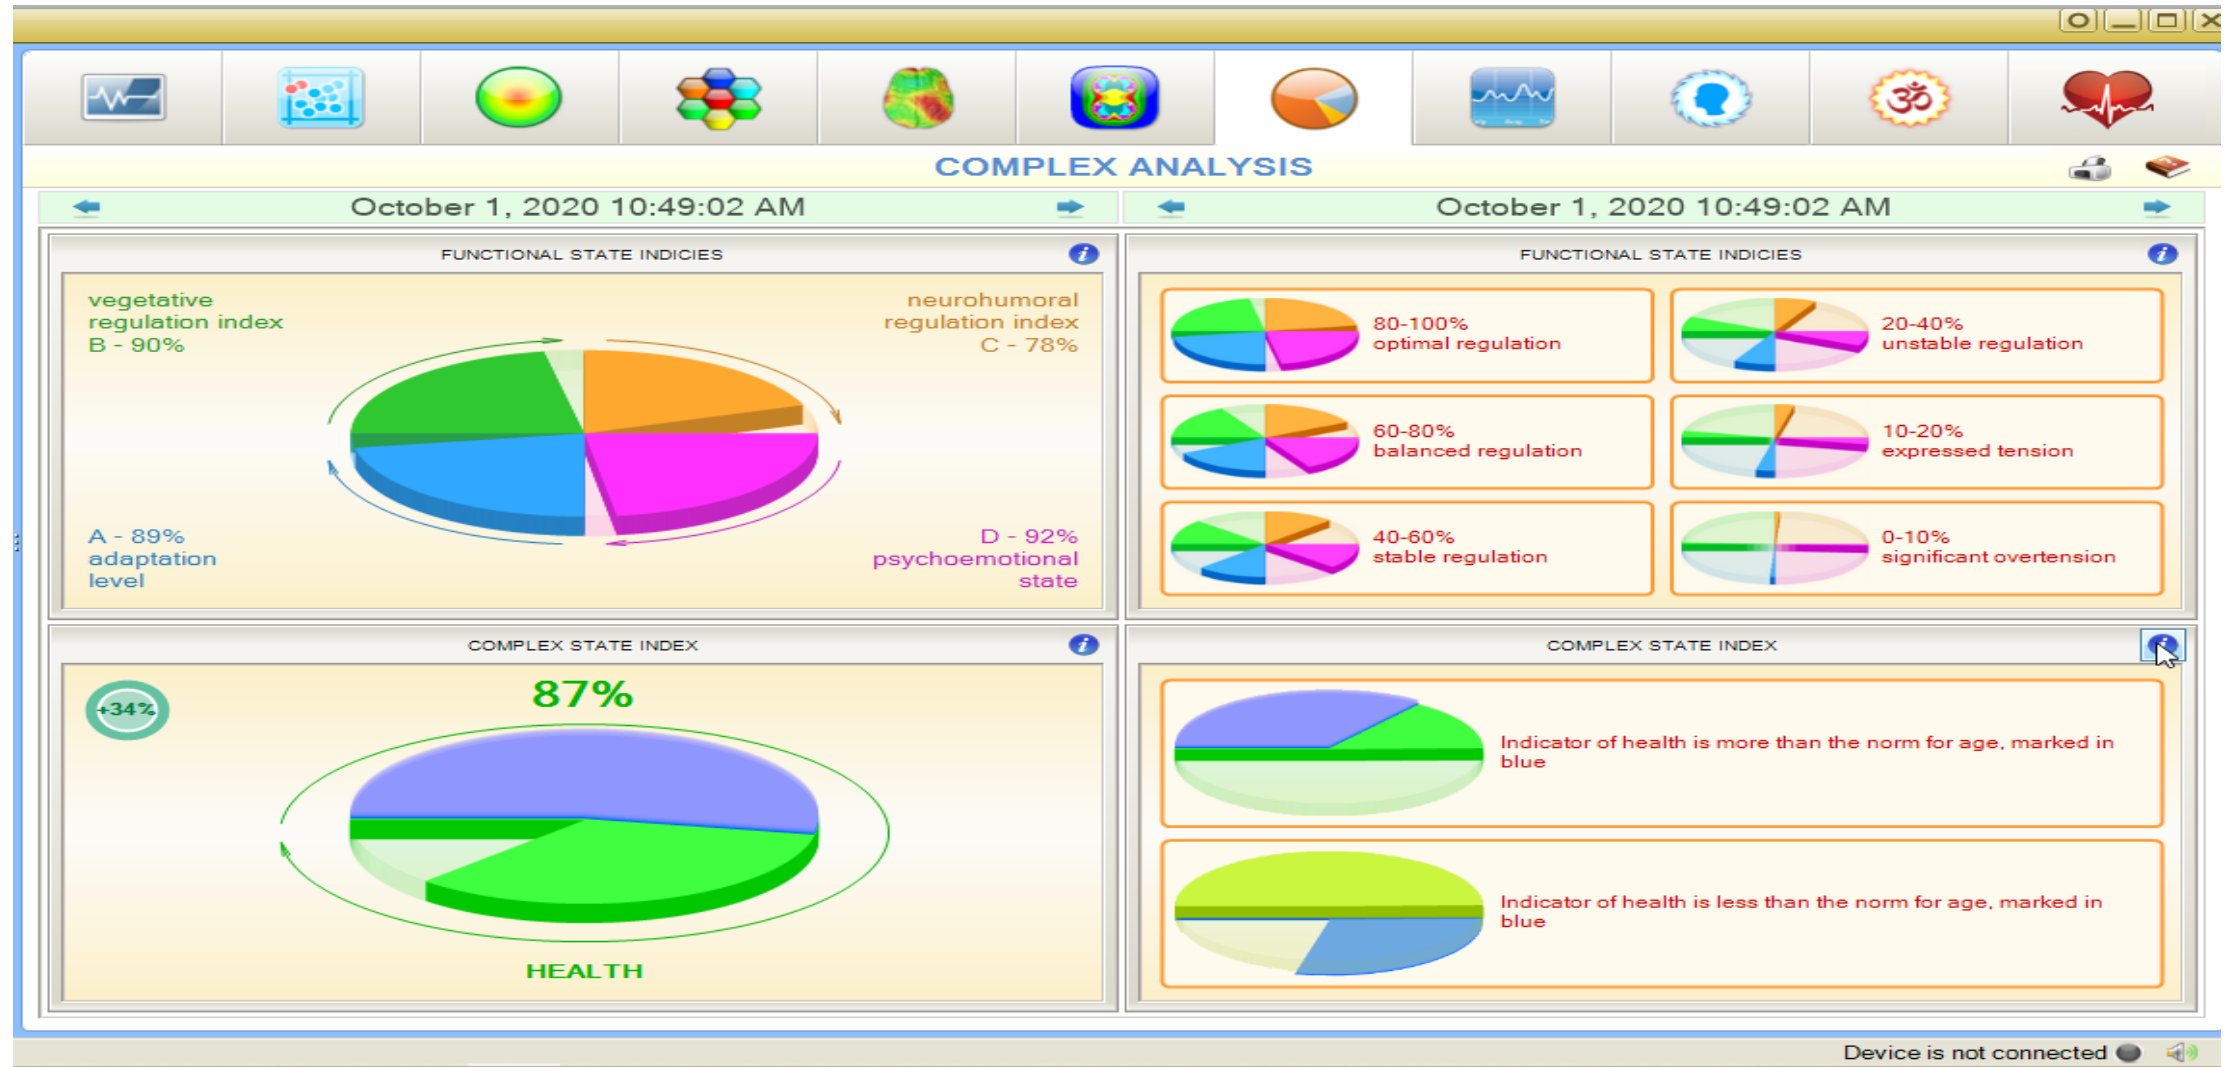 COMPLEX ANALYSIS
October 1, 2020 10:49:02 AM
October 1, 2020 10:49:02 AM
FUNCTIONAL STATE INDICIES
vegetative
regulation index
B - 90%
neurohumoral
regulation index
C - 78%
A - 89%
adaptation
level
D - 92%
psychoemotional
state
FUNCTIONAL STATE INDICIES
80-100%
optimal regulation
20-40%
unstable regulation
60-80%
balanced regulation
10-20%
expressed tension
40-60%
stable regulation
0-10%
significant overtension
COMPLEX STATE INDEX
+34%
87%
HEALTH
COMPLEX STATE INDEX
Indicator of health is more than the norm for age, marked in
blue
Indicator of health is less than the norm for age, marked in
blue
Device is not connected